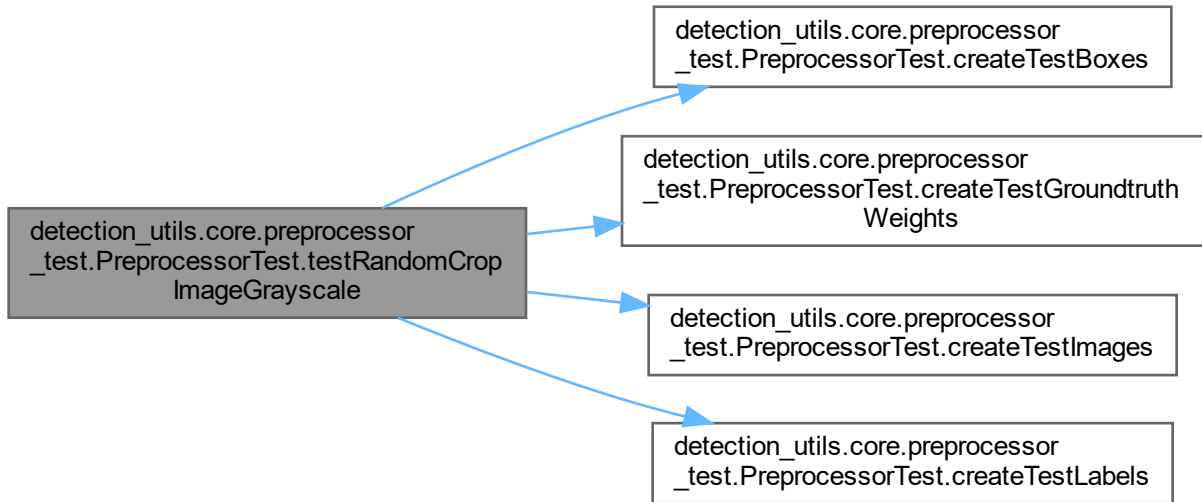 detection_utils.core.preprocessor
_test.PreprocessorTest.testRandomCrop
ImageGrayscale
detection_utils.core.preprocessor
_test.PreprocessorTest.createTestBoxes
detection_utils.core.preprocessor
_test.PreprocessorTest.createTestGroundtruth
Weights
detection_utils.core.preprocessor
_test.PreprocessorTest.createTestImages
detection_utils.core.preprocessor
_test.PreprocessorTest.createTestLabels